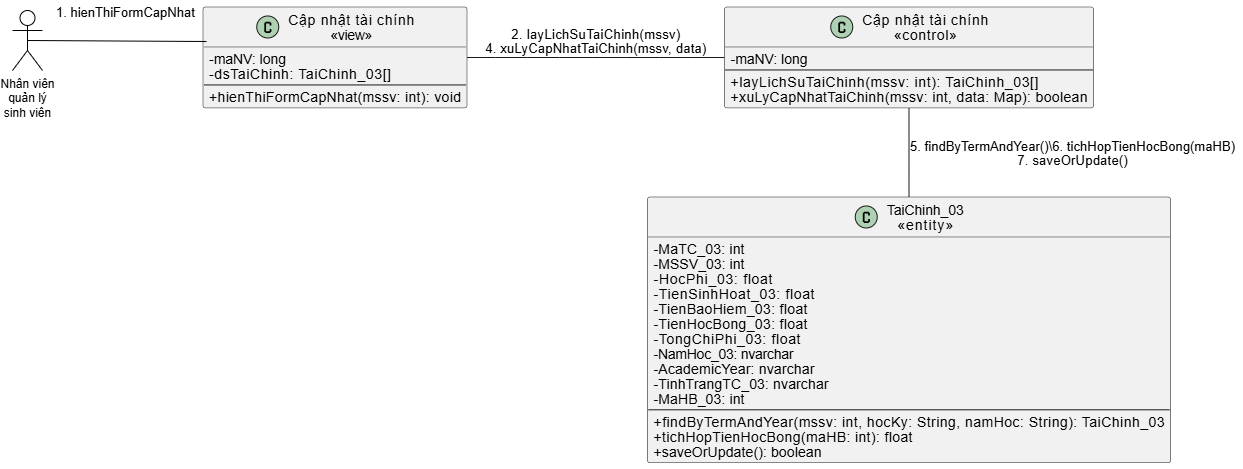 1. hienThiFormCapNhat
Nhân viên
quản lý
sinh viên
C
Cập nhật tài chính
«view»
-maNV: long
-dsTaiChinh: TaiChinh_03[]
+hienThiFormCapNhat(mssv: int): void
2. layLichSuTaiChinh(mssv)
4. xuLyCapNhatTaiChinh(mssv, data)
C
Cập nhật tài chính
«control»
-maNV: long
+layLichSuTaiChinh(mssv: int): TaiChinh_03[]
+xuLyCapNhatTaiChinh(mssv: int, data: Map): boolean
5. findByTermAndYear()\6. tichHopTienHocBong(maHB)
7. saveOrUpdate()
C
TaiChinh_03
«entity»
-MaTC_03: int
-MSSV_03: int
-HocPhi_03: float
-TienSinhHoat_03: float
-TienBaoHiem_03: float
-TienHocBong_03: float
-TongChiPhi_03: float
-NamHoc_03: nvarchar
-AcademicYear: nvarchar
-TinhTrangTC_03: nvarchar
-MaHB_03: int
+findByTermAndYear(mssv: int, hocKy: String, namHoc: String): TaiChinh_03
+tichHopTienHocBong(maHB: int): float
+saveOrUpdate(): boolean